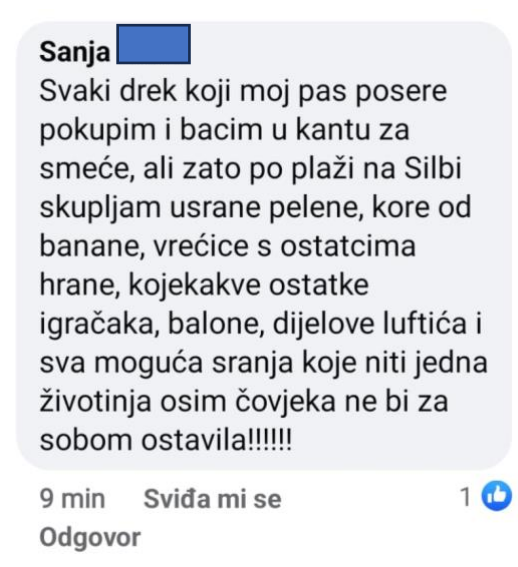 Sanja
Svaki drek koji moj pas posere
pokupim i bacim u kantu za
smeće, ali zato po plaži na Silbi
skupljam usrane pelene, kore od
banane, vrećice s ostatcima
hrane, kojekakve ostatke
igračaka, balone, dijelove luftića i
sva moguća sranja koje niti jedna
životinja osim čovjeka ne bi za
sobom ostavila!!!!!!
9 min Sviđa mi se 1
Odgovor